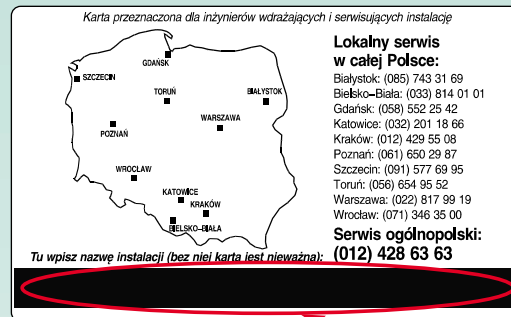 Karta przeznaczona dla inżynierów wdrażających i serwisujących instalację
GDAŃSK
SZCZECIN
TORUŃ
BIAŁYSTOK
WARSZAWA
POZNAŃ
WROCŁAW
KATOWICE
KRAKÓW
BIELSKO–BIAŁA
Lokalny serwis
w całej Polsce:
Białystok: (085) 743 31 69
Bielsko–Biała: (033) 814 01 01
Gdańsk: (058) 552 25 42
Katowice: (032) 201 18 66
Kraków: (012) 429 55 08
Poznań: (061) 650 29 87
Szczecin: (091) 577 69 95
Toruń: (056) 654 95 52
Warszawa: (022) 817 99 19
Wrocław: (071) 346 35 00
Serwis ogólnopolski:
(012) 428 63 63
Tu wpisz nazwę instalacji (bez niej karta jest nieważna):